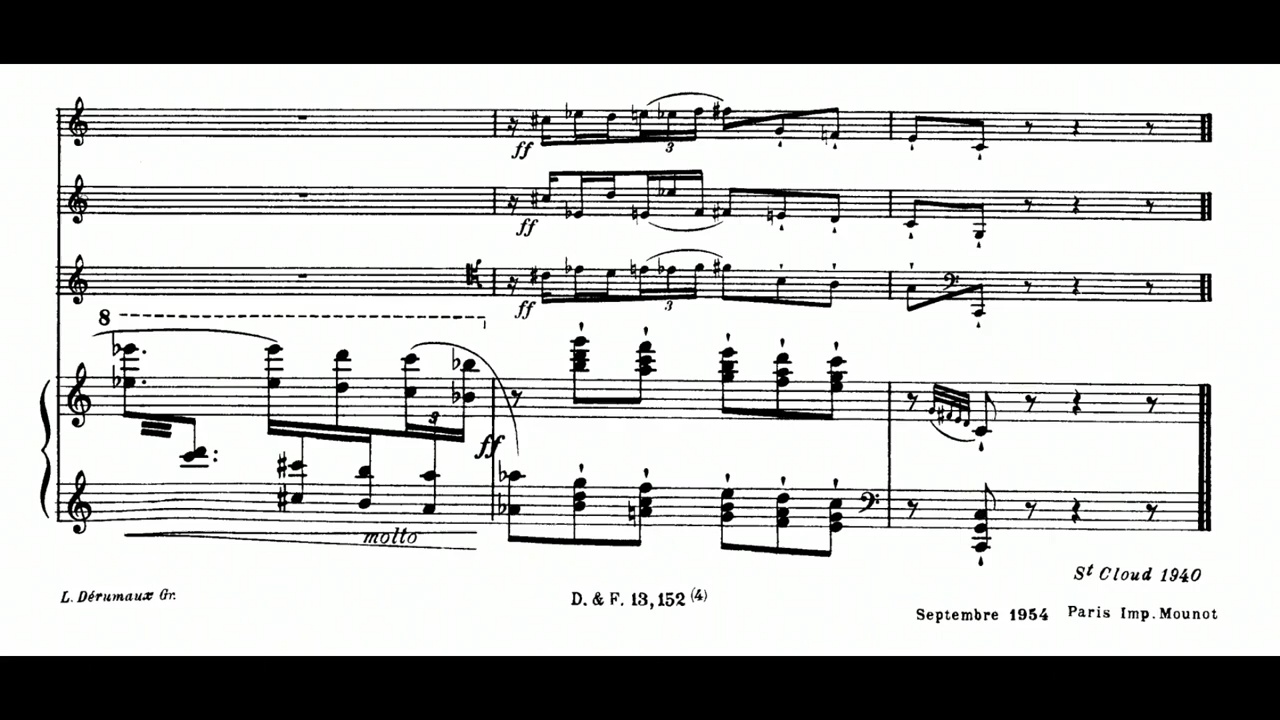 ff
3
ff
ff
3
8
3
ff
molto
St Cloud 1940
L. Dérumaux Gr.
D. & F. 13,152 (4)
Septembre 1954 Paris Imp. Mounot